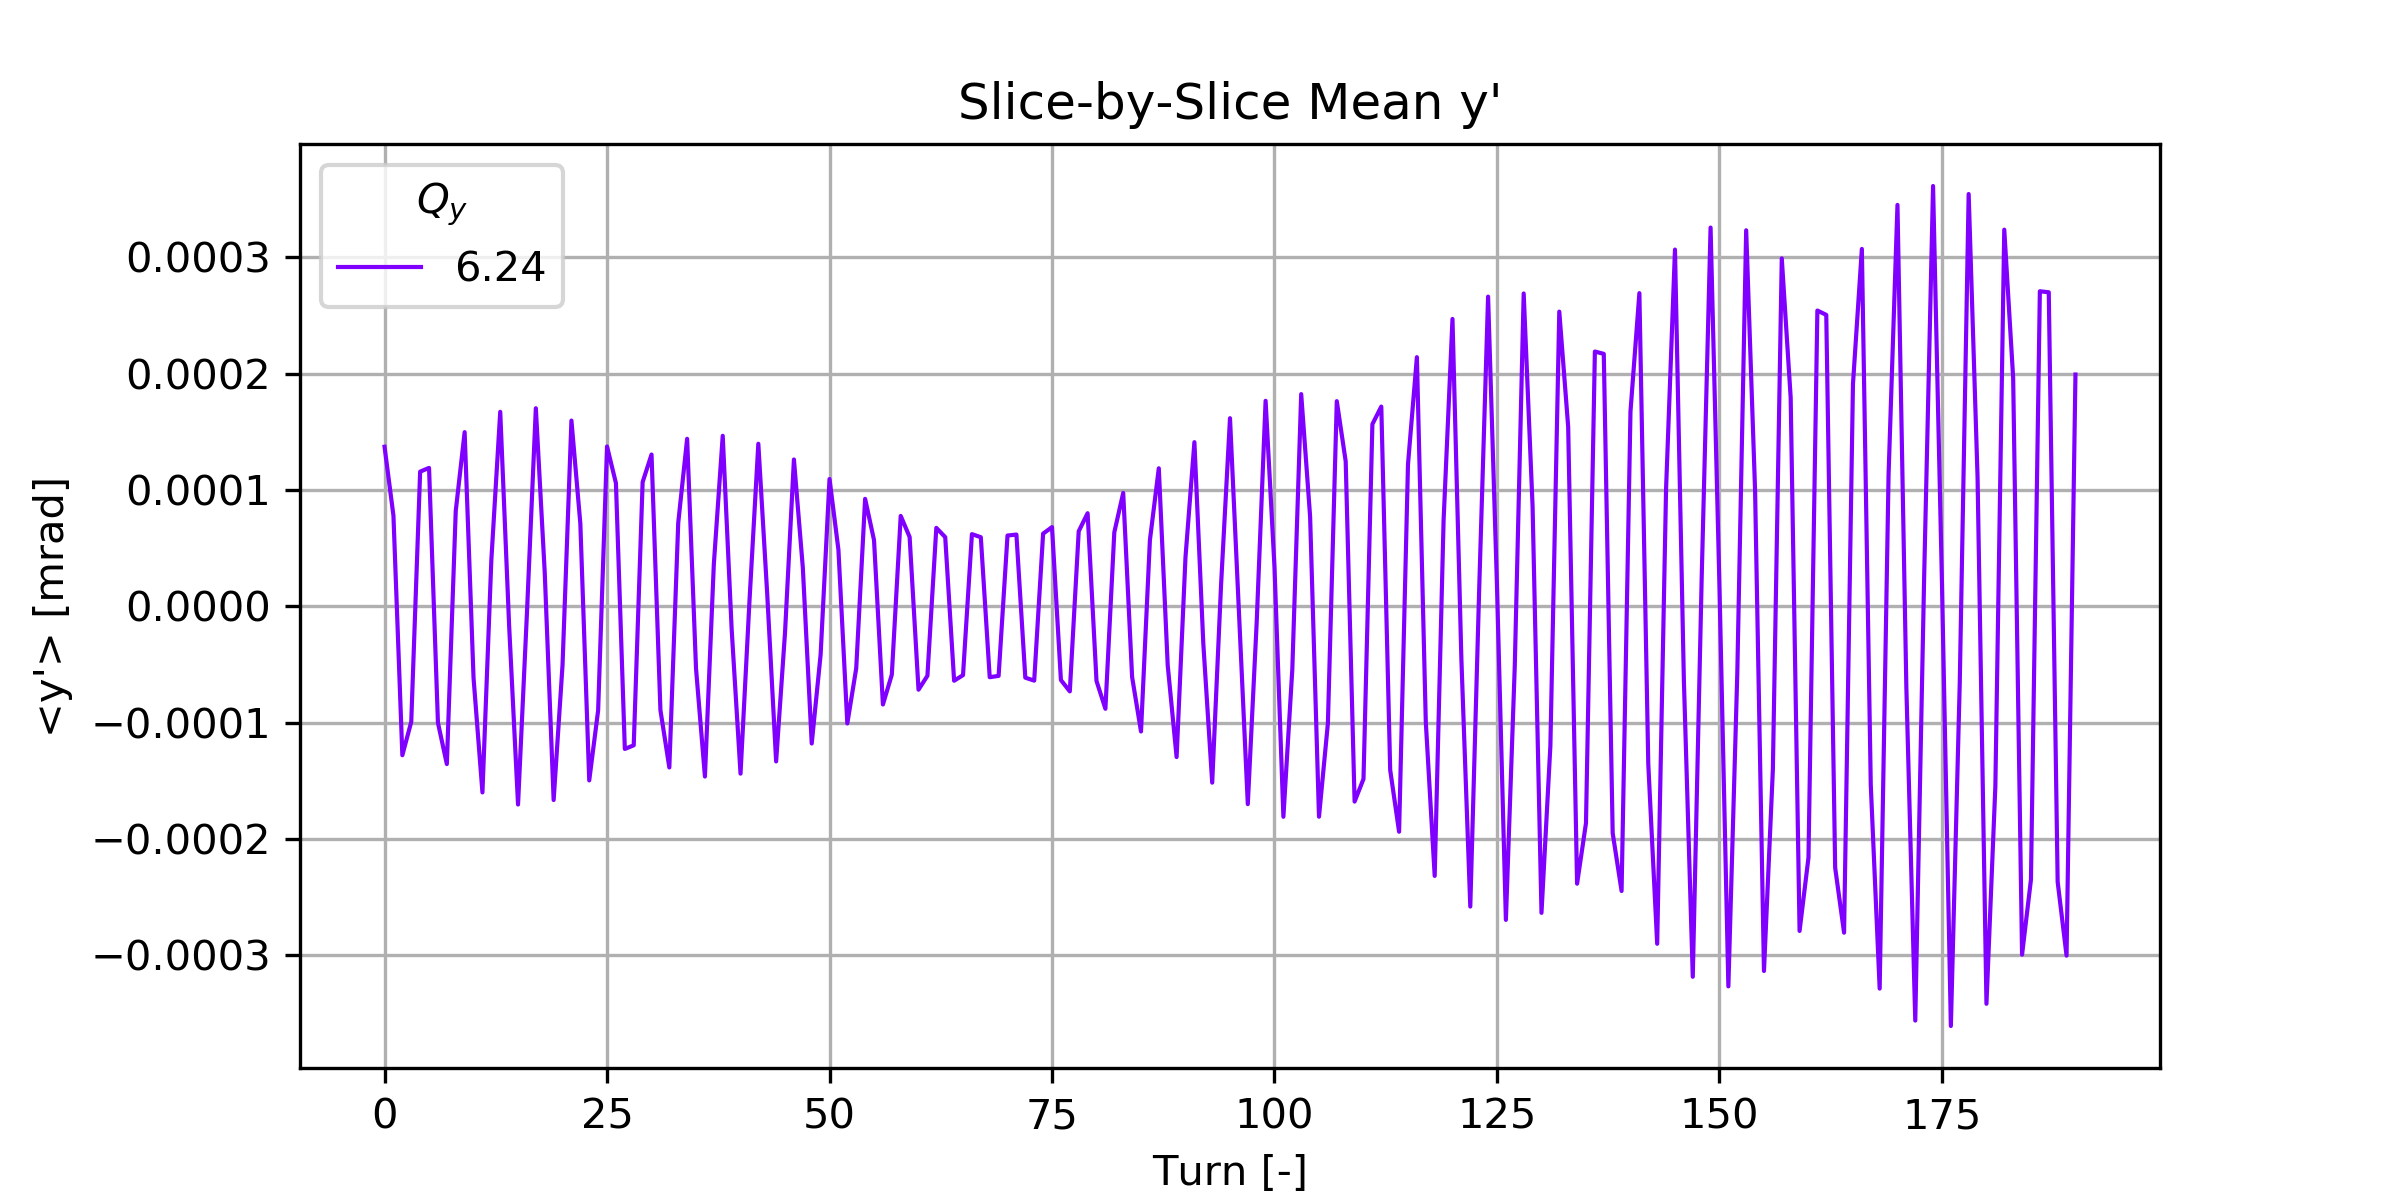 Slice-by-Slice Mean y'
Q_y
6.24
<y'> [mrad]
0.0003
0.0002
0.0001
0.0000
−0.0001
−0.0002
−0.0003
0 25 50 75 100 125 150 175
Turn [-]